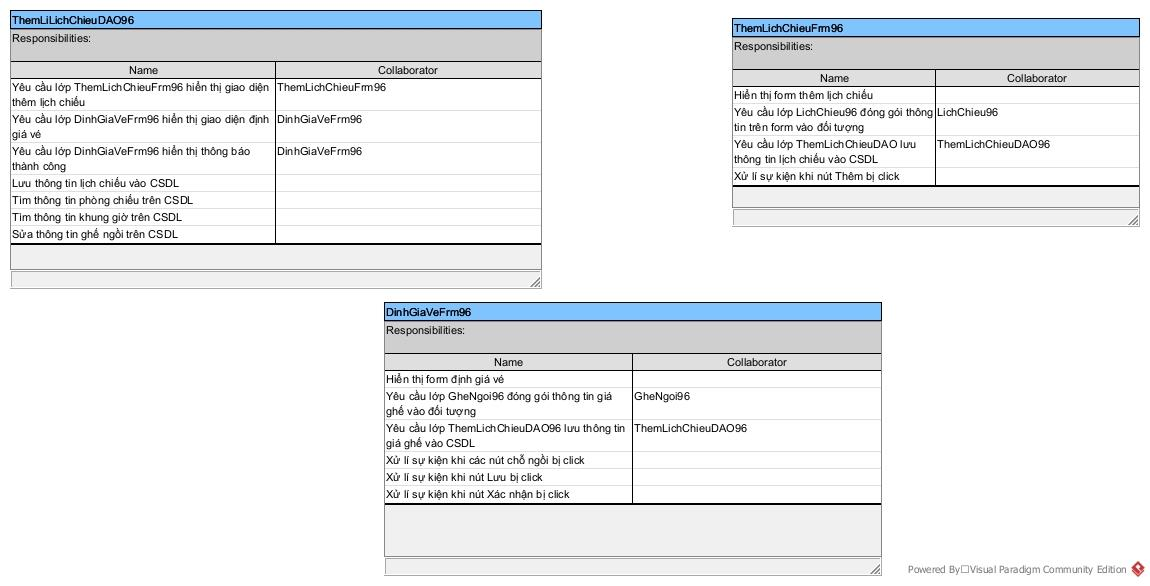 ThemLiLichChieuDAO96
Responsibilities:
Name Collaborator
Yêu cầu lớp ThemLichChieuFrm96 hiển thị giao diện ThemLichChieuFrm96
thêm lịch chiếu
Yêu cầu lớp DinhGiaVeFrm96 hiển thị giao diện định DinhGiaVeFrm96
giá vé
Yêu cầu lớp DinhGiaVeFrm96 hiển thị thông báo DinhGiaVeFrm96
thành công
Lưu thông tin lịch chiếu vào CSDL
Tìm thông tin phòng chiếu trên CSDL
Tìm thông tin khung giờ trên CSDL
Sửa thông tin ghế ngồi trên CSDL
ThemLichChieuFrm96
Responsibilities:
Name Collaborator
Hiển thị form thêm lịch chiếu
Yêu cầu lớp LichChieu96 đóng gói thông LichChieu96
tin trên form vào đối tượng
Yêu cầu lớp ThemLichChieuDAO lưu ThemLichChieuDAO96
thông tin lịch chiếu vào CSDL
Xử lí sự kiện khi nút Thêm bị click
DinhGiaVeFrm96
Responsibilities:
Name Collaborator
Hiển thị form định giá vé
Yêu cầu lớp GheNgoi96 đóng gói thông tin giá GheNgoi96
ghế vào đối tượng
Yêu cầu lớp ThemLichChieuDAO96 lưu thông tin ThemLichChieuDAO96
giá ghế vào CSDL
Xử lí sự kiện khi các nút chỗ ngồi bị click
Xử lí sự kiện khi nút Lưu bị click
Xử lí sự kiện khi nút Xác nhận bị click
Powered By Visual Paradigm Community Edition